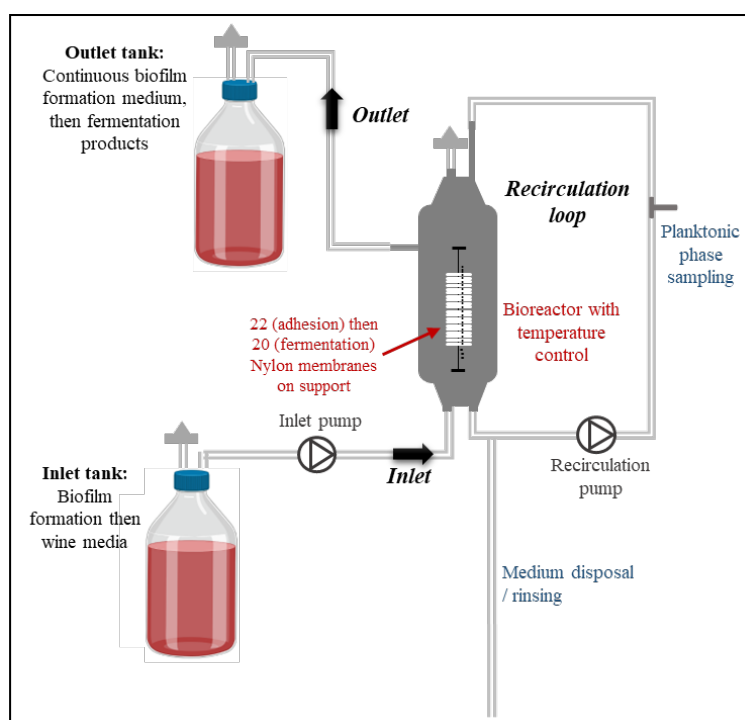 Outlet tank:
Continuous biofilm
formation medium,
then fermentation
products
Outlet
Recirculation
loop
Planktonic
phase
sampling
22 (adhesion) then
20 (fermentation)
Nylon membranes
on support
Bioreactor with
temperature
control
Inlet pump
Inlet
Recirculation
pump
Inlet tank:
Biofilm
formation then
wine media
Medium disposal
/ rinsing